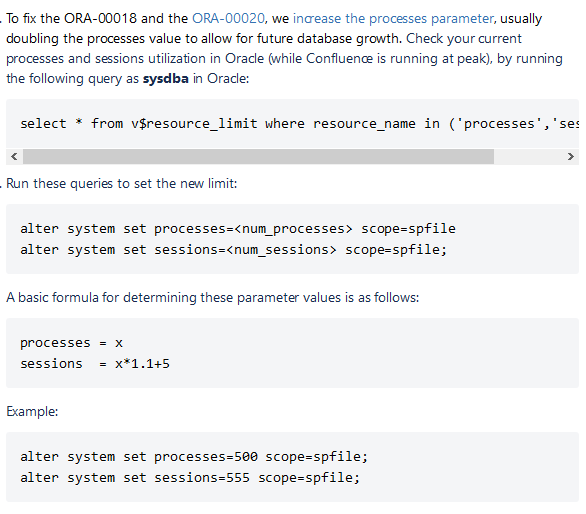 . To fix the ORA-00018 and the ORA-00020, we increase the processes parameter, usually
doubling the processes value to allow for future database growth. Check your current
processes and sessions utilization in Oracle (while Confluence is running at peak), by running
the following query as sysdba in Oracle:
select * from v$resource_limit where resource_name in ('processes','ses
. Run these queries to set the new limit:
alter system set processes=<num_processes> scope=spfile
alter system set sessions=<num_sessions> scope=spfile;
A basic formula for determining these parameter values is as follows:
processes = x
sessions  = x*1.1+5
Example:
alter system set processes=500 scope=spfile;
alter system set sessions=555 scope=spfile;